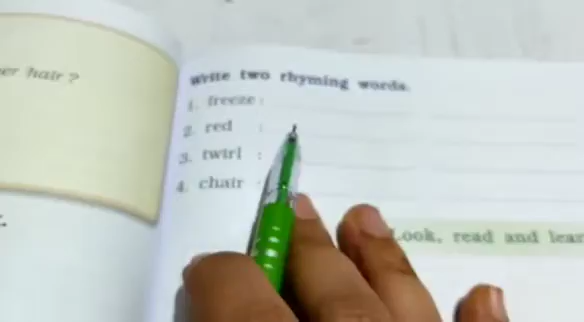 er hair?
Write two rhyming words.
1. freeze :
2. red :
3. twirl :
4. chair :
Look, read and lear